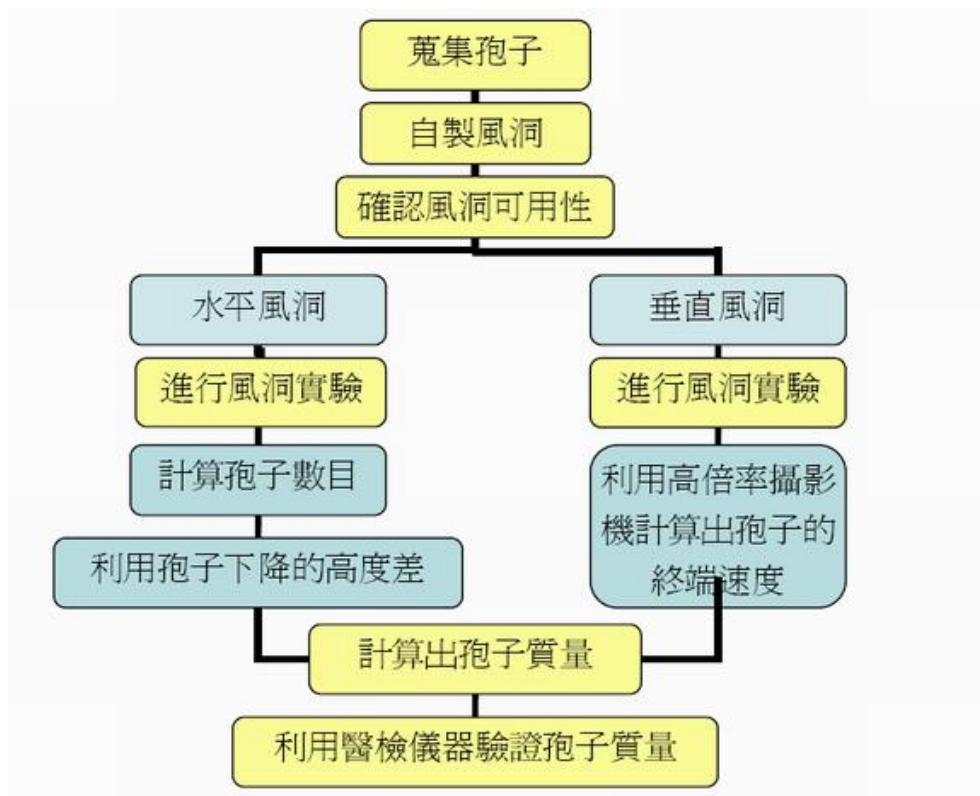 蒐集孢子
自製風洞
確認風洞可用性
水平風洞
垂直風洞
進行風洞實驗
進行風洞實驗
計算孢子數目
利用孢子下降的高度差
利用高倍率攝影
機計算出孢子的
終端速度
計算出孢子質量
利用醫檢儀器驗證孢子質量